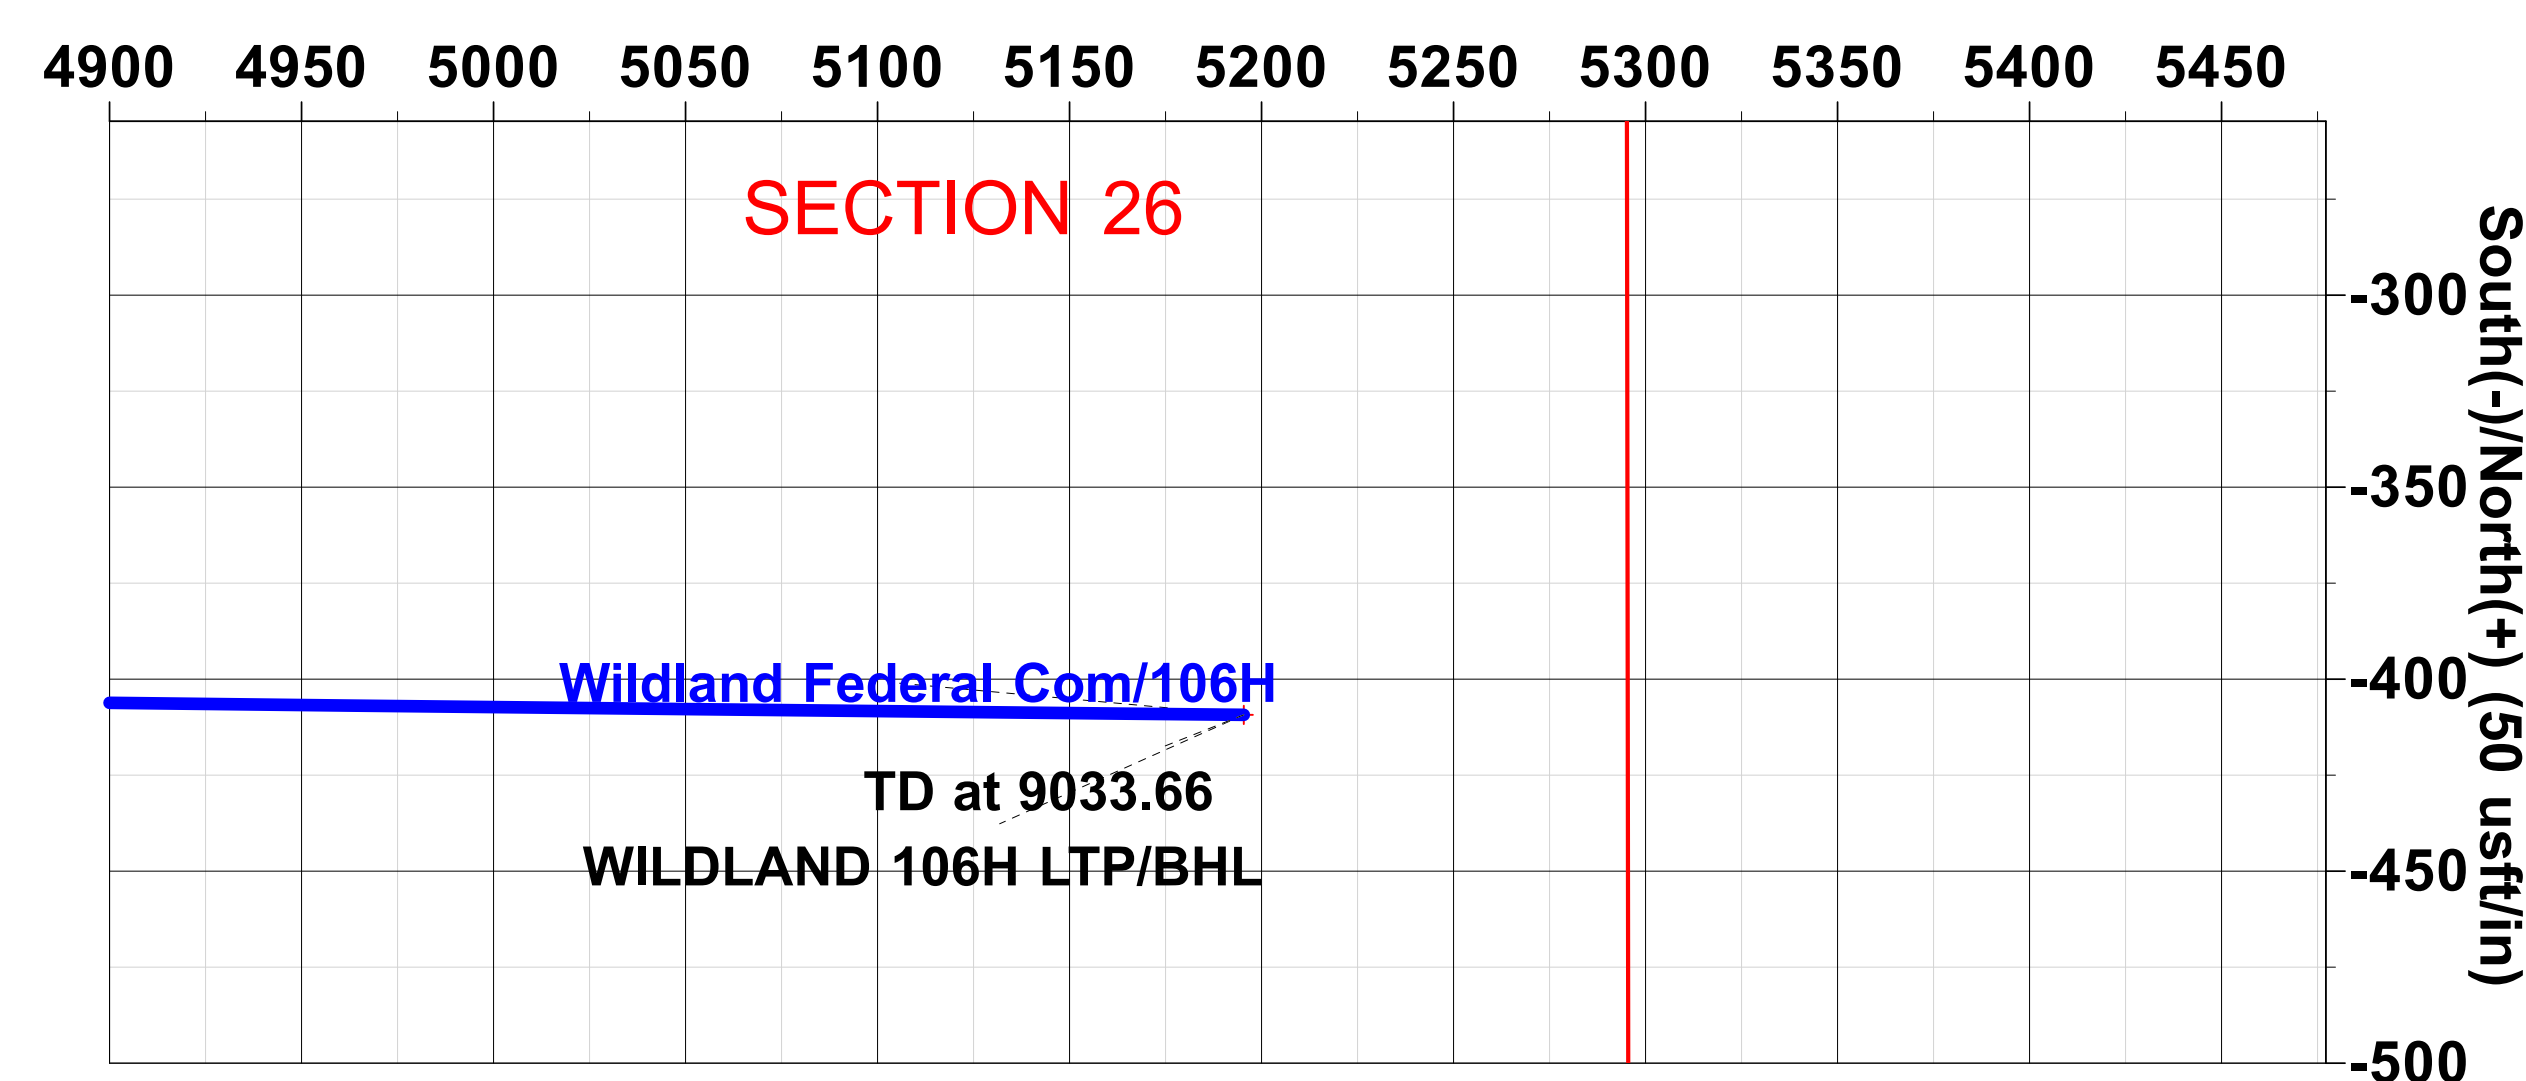 4900 4950 5000 5050 5100 5150 5200 5250 5300 5350 5400 5450
SECTION 26
-300
-350
-400
-450
-500
South(-)/North(+) (50 usft/in)
Wildland Federal Com/106H
TD at 9033.66
WILDLAND 106H LTP/BHL